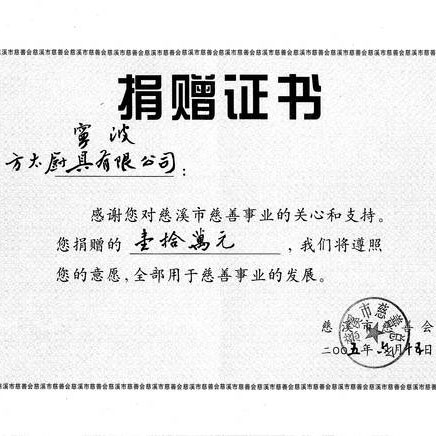 慈溪市慈善会慈溪市慈善会慈溪市慈善会慈溪市慈善会慈溪市慈善会慈溪市慈善会慈溪市慈善会
捐赠证书
宁波
方太厨具有限公司:
感谢您对慈溪市慈善事业的关心和支持。
您捐赠的 壹拾萬元 ,我们将遵照
您的意愿,全部用于慈善事业的发展。
慈溪市慈善会
二00五年 月十五日
慈溪市慈善会慈溪市慈善会慈溪市慈善会慈溪市慈善会慈溪市慈善会慈溪市慈善会慈溪市慈善会